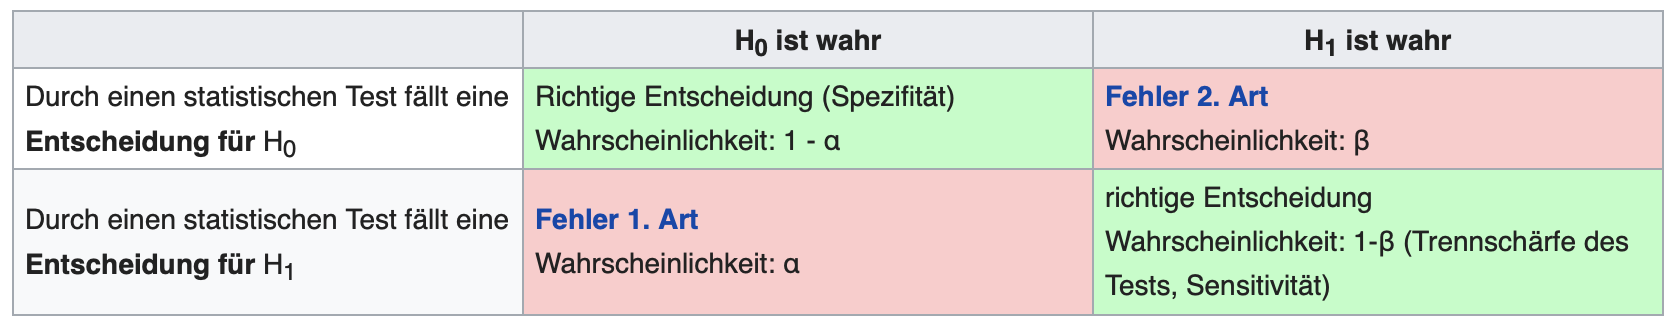 H₀ ist wahr
H₁ ist wahr
Durch einen statistischen Test fällt eine
Entscheidung für H₀
Richtige Entscheidung (Spezifität)
Wahrscheinlichkeit: 1 - α
Fehler 2. Art
Wahrscheinlichkeit: β
Durch einen statistischen Test fällt eine
Entscheidung für H₁
Fehler 1. Art
Wahrscheinlichkeit: α
richtige Entscheidung
Wahrscheinlichkeit: 1-β (Trennschärfe des
Tests, Sensitivität)